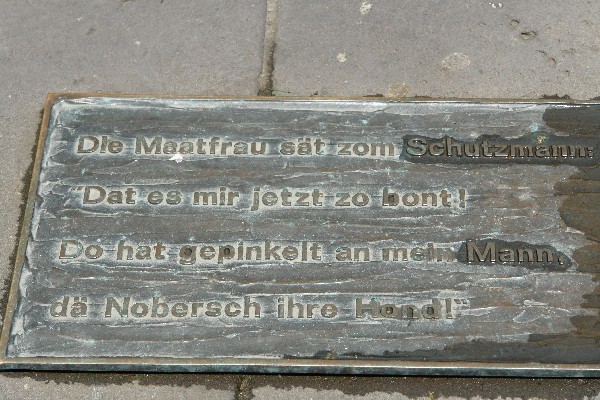 Die Maatfrau sät zom Schutzmann:
"Dat es mir jetzt zo bont!
Do hat gepinkelt an mein Mann,
dä Nobersch ihre Hond!"